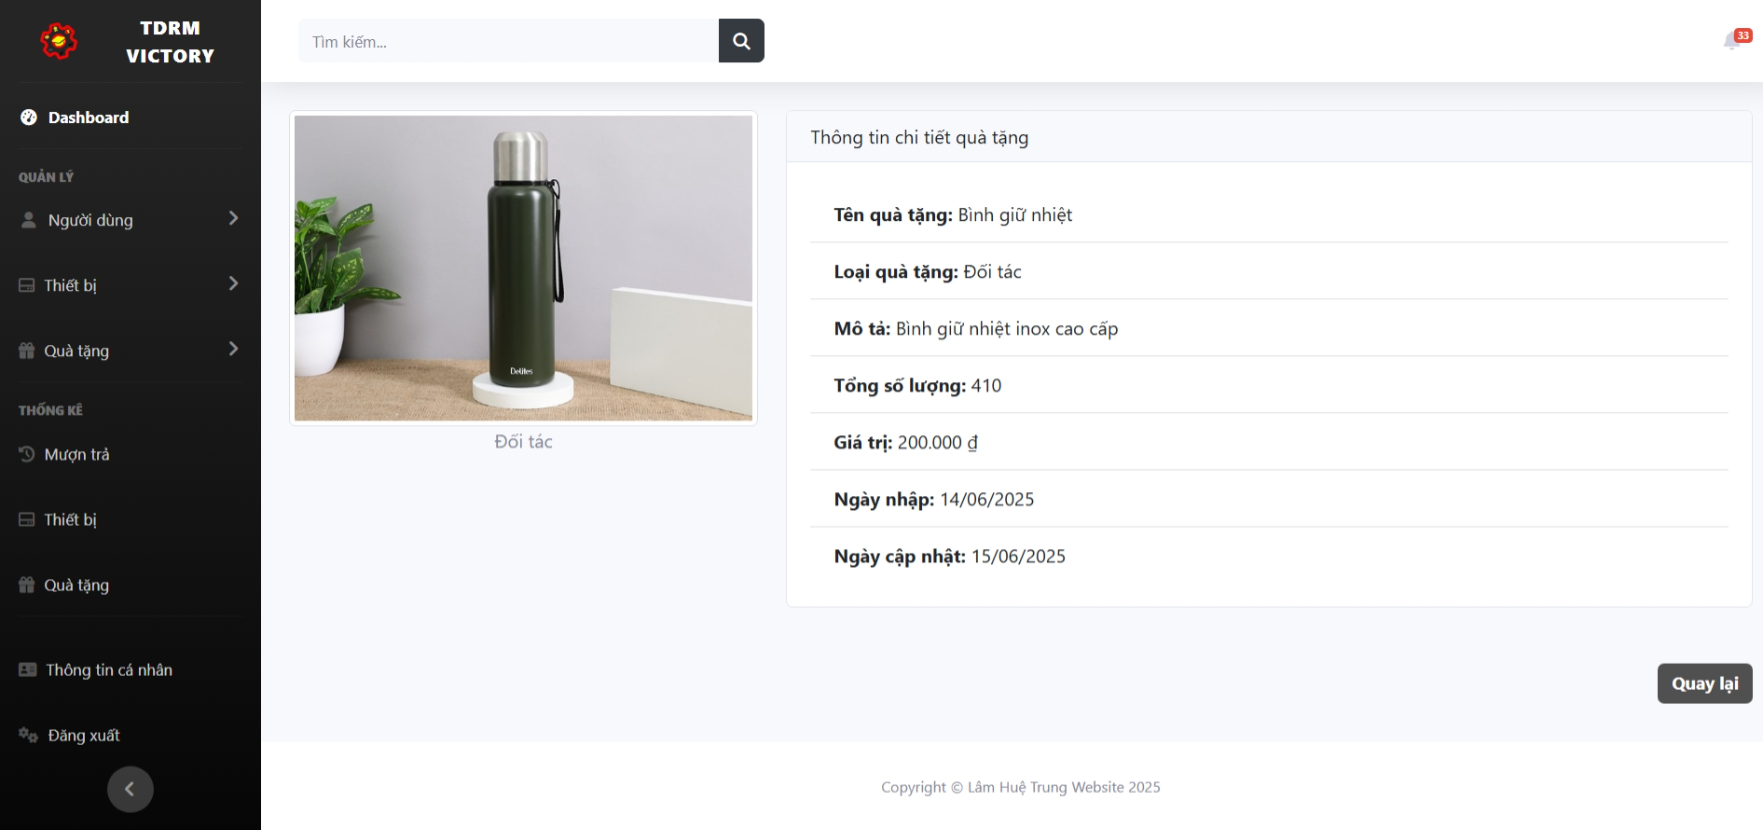 TDRM
VICTORY
Dashboard
QUẢN LÝ
Người dùng
Thiết bị
Quà tặng
THỐNG KÊ
Mượn trả
Thiết bị
Quà tặng
Thông tin cá nhân
Đăng xuất
Tìm kiếm...
33
Delites
Đối tác
Thông tin chi tiết quà tặng
Tên quà tặng: Bình giữ nhiệt
Loại quà tặng: Đối tác
Mô tả: Bình giữ nhiệt inox cao cấp
Tổng số lượng: 410
Giá trị: 200.000 ₫
Ngày nhập: 14/06/2025
Ngày cập nhật: 15/06/2025
Quay lại
Copyright © Lâm Huệ Trung Website 2025